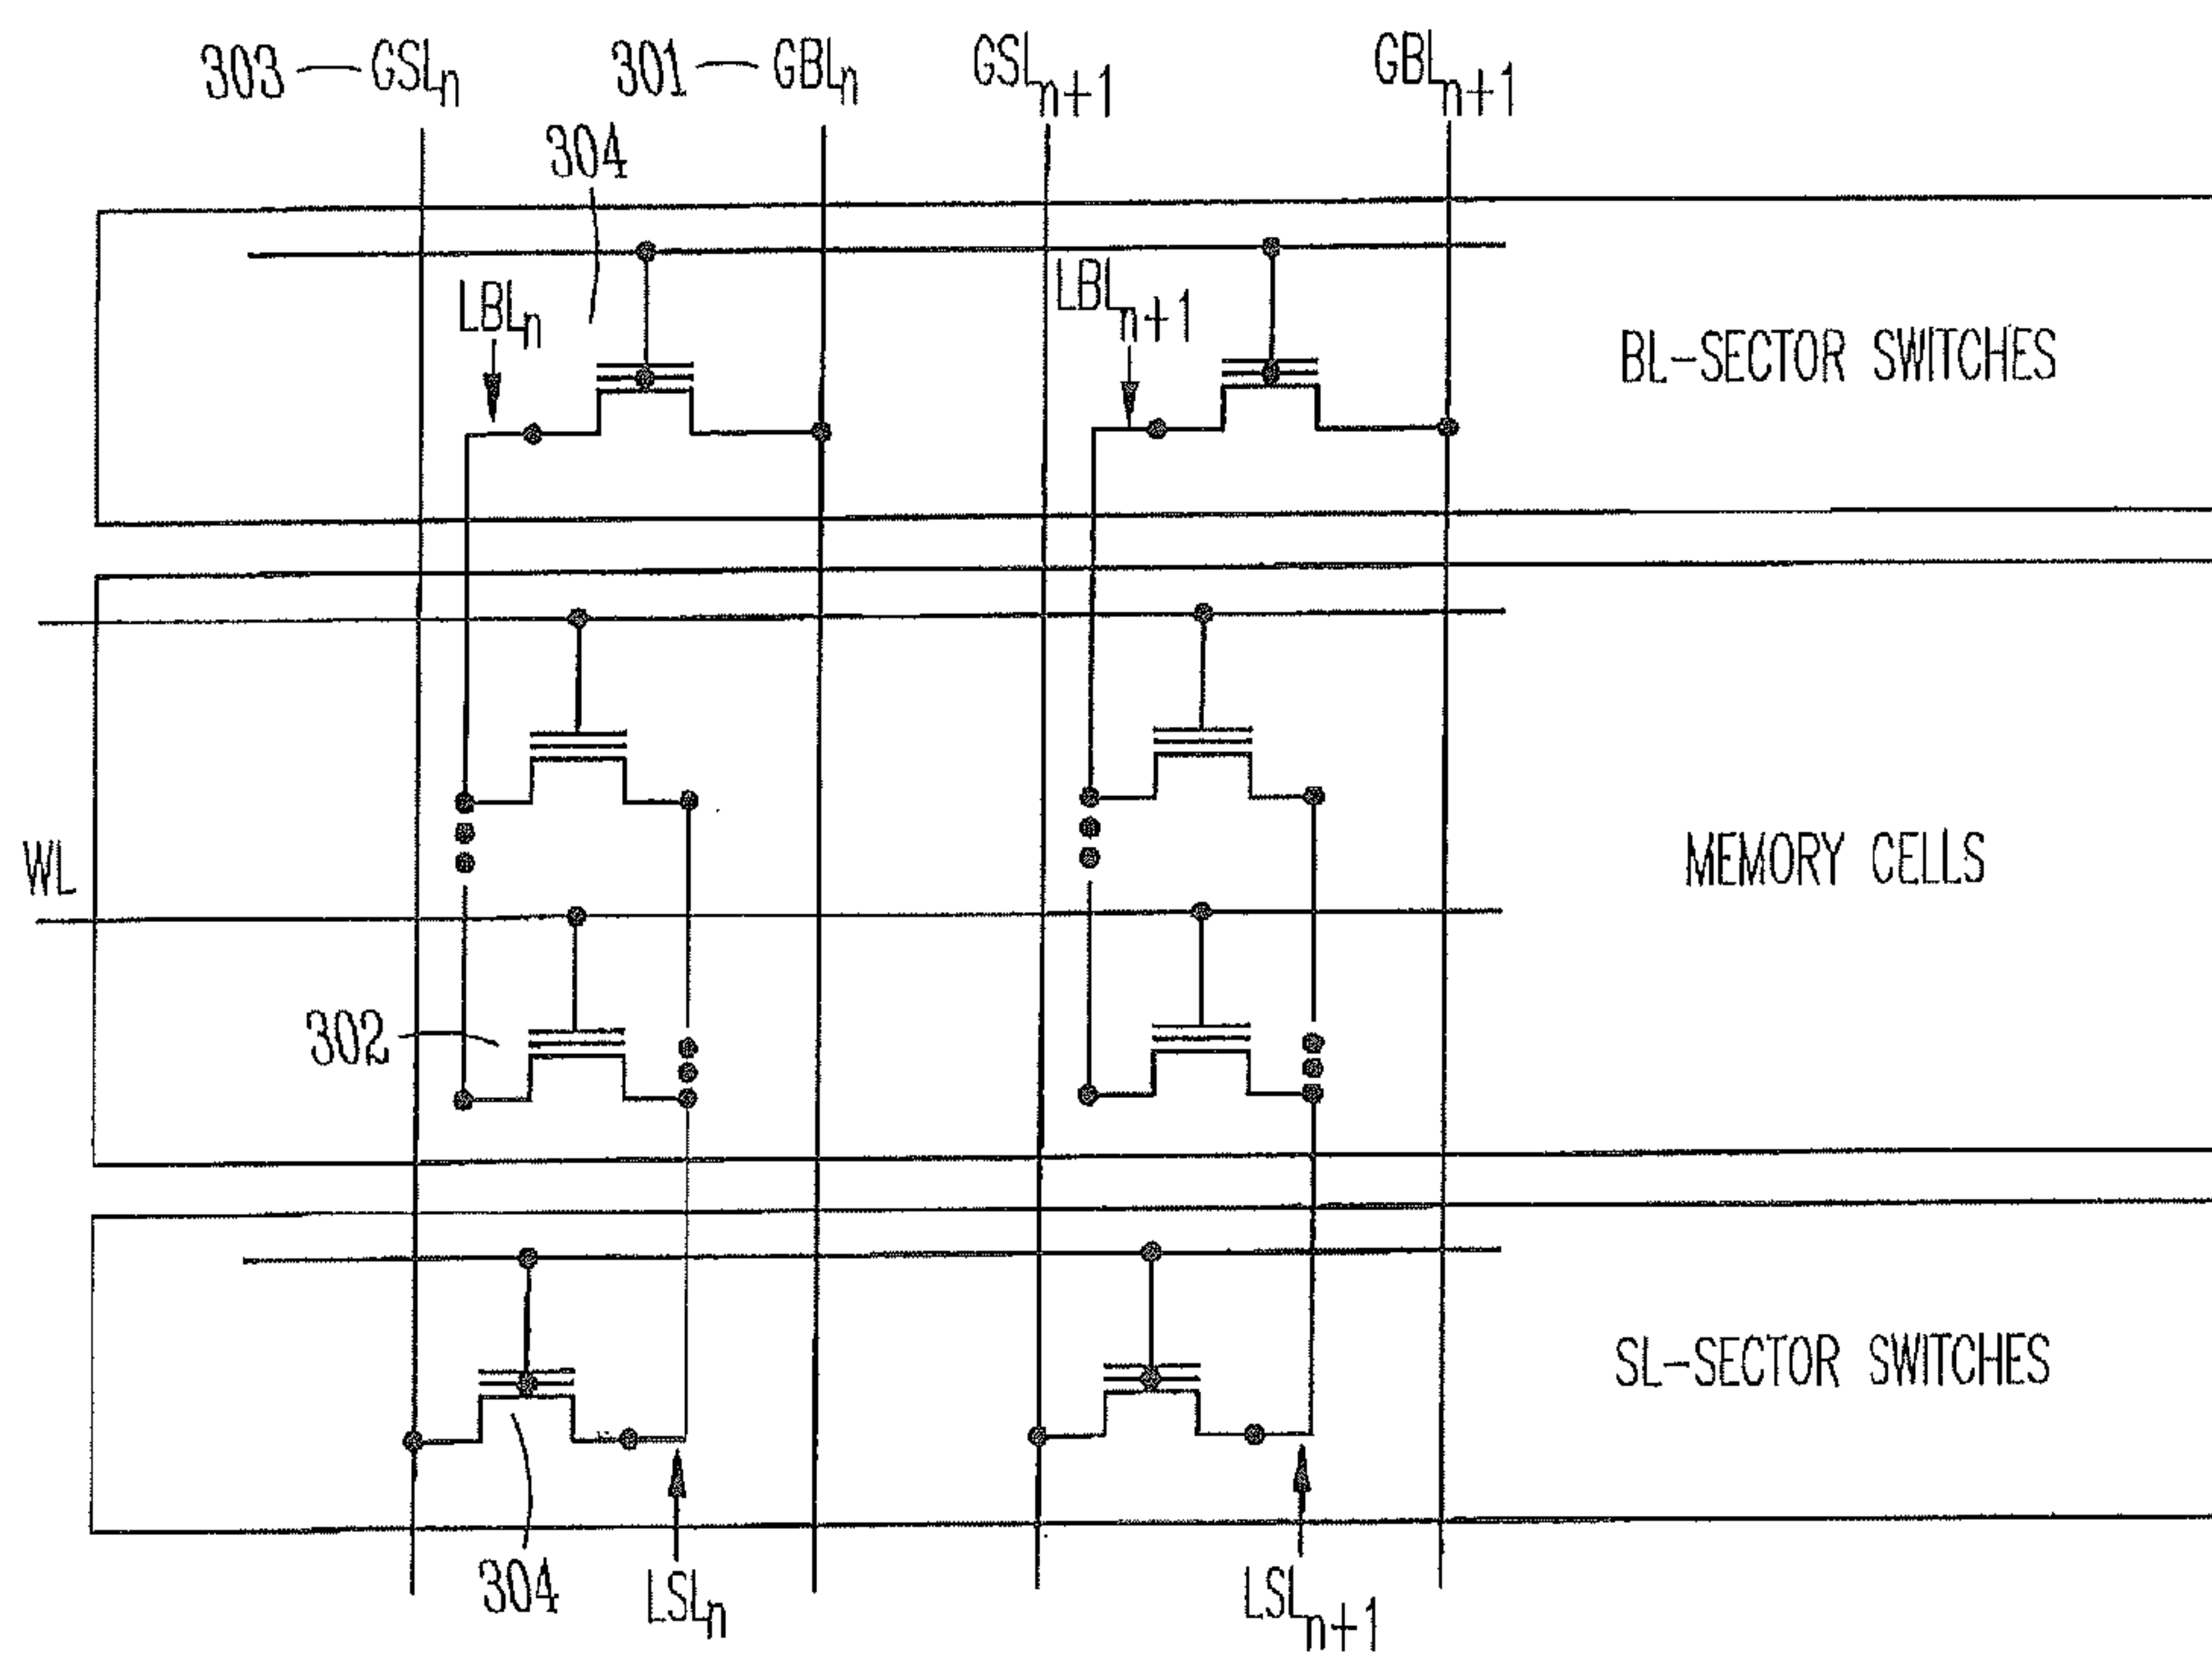 303 — GSLn
301 — GBLn
GSLn+1
GBLn+1
304
LBLn
LBLn+1
BL-SECTOR SWITCHES
WL
MEMORY CELLS
302
SL-SECTOR SWITCHES
304
LSLn
LSLn+1